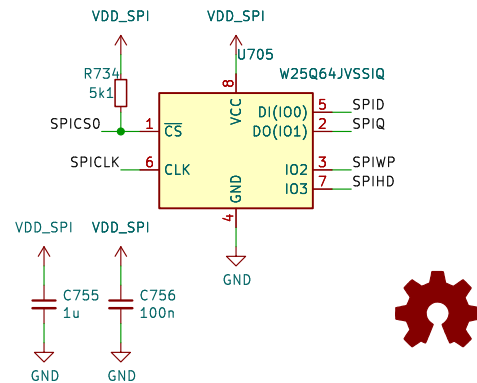 VDD_SPI
VDD_SPI
U705
W25Q64JVSSIQ
R734
5k1
8
VCC
SPICS0
1
CS
DI(IO0)
5
SPID
DO(IO1)
2
SPIQ
SPICLK
6
CLK
IO2
3
SPIWP
IO3
7
SPIHD
GND
4
GND
VDD_SPI
VDD_SPI
C755
1u
C756
100n
GND
GND